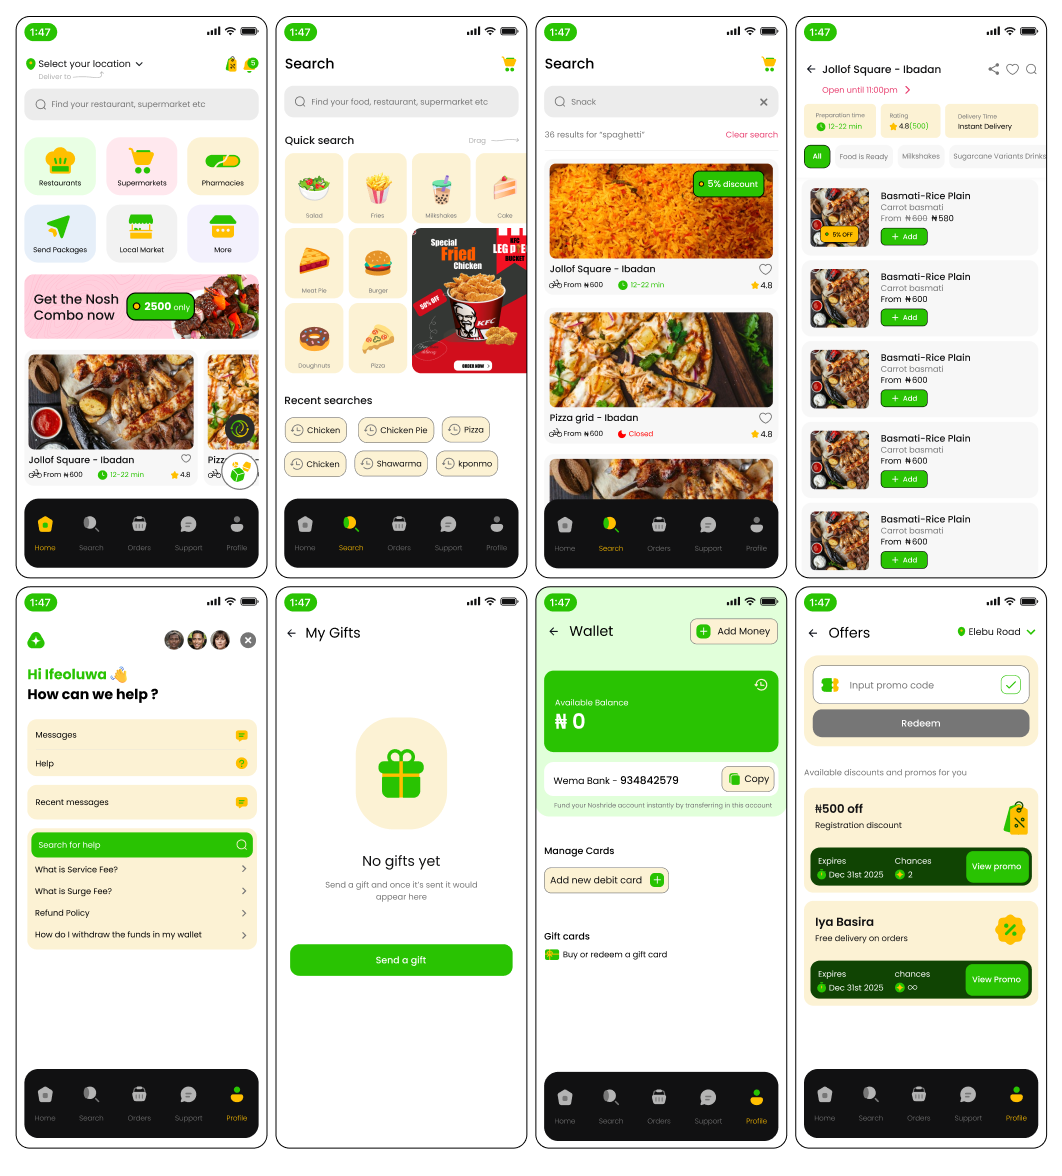 1:47
Select your location
Deliver to
5
Find your restaurant, supermarket etc
Restaurants
Supermarkets
Pharmacies
Send Packages
Local Market
More
Get the Nosh
Combo now
2500 only
Jollof Square - Ibadan
From ₦600
12-22 min
4.8
Pizz
From
Home
Search
Orders
Support
Profile
1:47
Search
Find your food, restaurant, supermarket etc
Quick search
Drag
Salad
Fries
Milkshakes
Cake
Meat Pie
Burger
Doughnuts
Pizza
Special
Fried
Chicken
KFC
BUCKET
50% OFF
KFC
ORDER NOW
Recent searches
Chicken
Chicken Pie
Pizza
Chicken
Shawarma
kponmo
Home
Search
Orders
Support
Profile
1:47
Search
Snack
36 results for "spaghetti"
Clear search
5% discount
Jollof Square - Ibadan
From ₦600
12-22 min
4.8
Pizza grid - Ibadan
From ₦600
Closed
4.8
Home
Search
Orders
Support
Profile
1:47
Jollof Square - Ibadan
Open until 11:00pm
Preparation time
12-22 min
Rating
4.8(500)
Delivery Time
Instant Delivery
All
Food is Ready
Milkshakes
Sugarcane Variants Drinks
Basmati-Rice Plain
Carrot basmati
From ₦600 ₦580
5% OFF
+ Add
Basmati-Rice Plain
Carrot basmati
From ₦600
+ Add
Basmati-Rice Plain
Carrot basmati
From ₦600
+ Add
Basmati-Rice Plain
Carrot basmati
From ₦600
+ Add
Basmati-Rice Plain
Carrot basmati
From ₦600
+ Add
1:47
Hi Ifeoluwa
How can we help ?
Messages
Help
Recent messages
Search for help
What is Service Fee?
What is Surge Fee?
Refund Policy
How do I withdraw the funds in my wallet
Home
Search
Orders
Support
Profile
1:47
My Gifts
No gifts yet
Send a gift and once it's sent it would
appear here
Send a gift
1:47
Wallet
Add Money
Available Balance
₦ 0
Wema Bank - 934842579
Copy
Fund your Noshride account instantly by transferring in this account
Manage Cards
Add new debit card
Gift cards
Buy or redeem a gift card
Home
Search
Orders
Support
Profile
1:47
Offers
Elebu Road
Input promo code
Redeem
Available discounts and promos for you
₦500 off
Registration discount
Expires
Dec 31st 2025
Chances
2
View promo
Iya Basira
Free delivery on orders
Expires
Dec 31st 2025
chances
∞
View Promo
Home
Search
Orders
Support
Profile